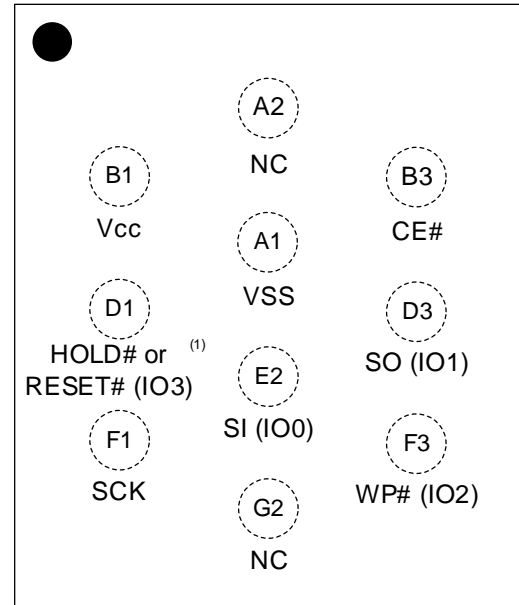 A2
NC
B1
Vcc
B3
CE#
A1
VSS
D1
HOLD# or (1)
RESET# (IO3)
D3
SO (IO1)
E2
SI (IO0)
F1
SCK
F3
WP# (IO2)
G2
NC